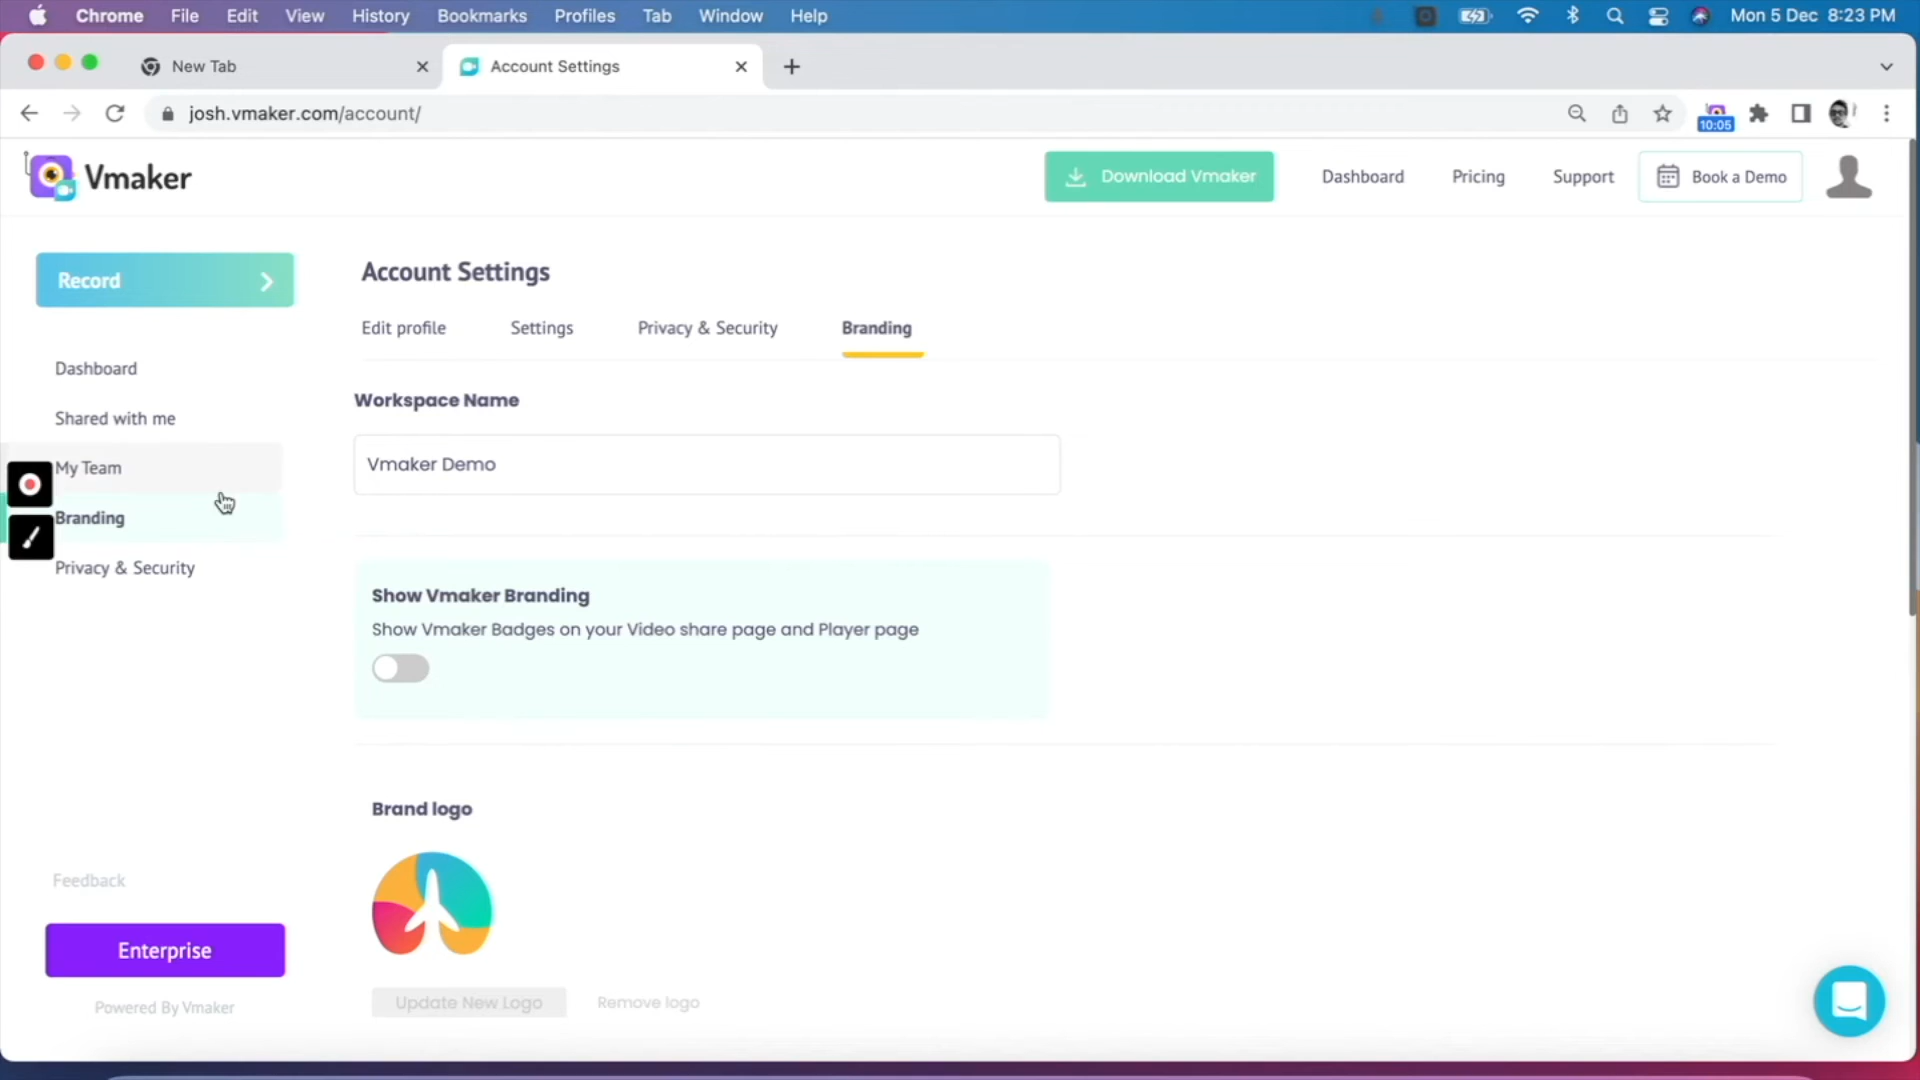 Chrome File Edit View History Bookmarks Profiles Tab Window Help Mon 5 Dec 8:23 PM
New Tab Account Settings
josh.vmaker.com/account/ 10:05
Vmaker Download Vmaker Dashboard Pricing Support Book a Demo
Record
Account Settings
Edit profile Settings Privacy & Security Branding
Dashboard
Shared with me
My Team
Branding
Privacy & Security
Workspace Name
Vmaker Demo
Show Vmaker Branding
Show Vmaker Badges on your Video share page and Player page
Brand logo
Update New Logo Remove logo
Feedback
Enterprise
Powered By Vmaker